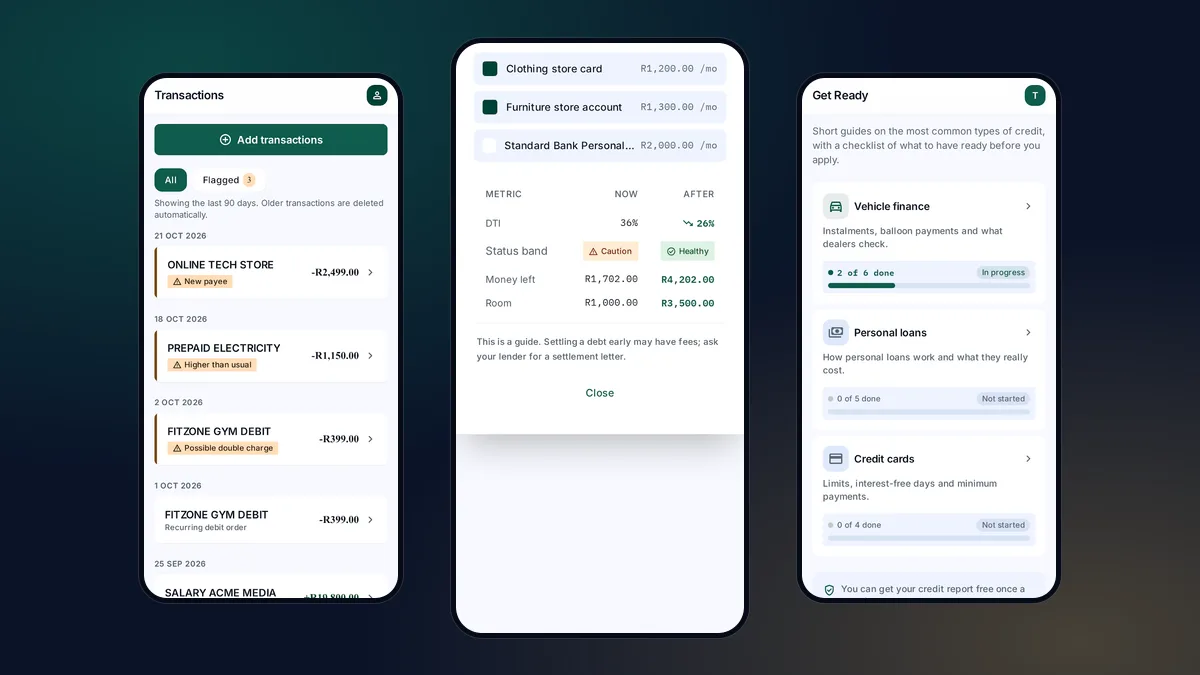 Transactions
Add transactions
All
Flagged 3
Showing the last 90 days. Older transactions are deleted
automatically.
21 OCT 2026
ONLINE TECH STORE
-R2,499.00
New payee
18 OCT 2026
PREPAID ELECTRICITY
-R1,150.00
Higher than usual
2 OCT 2026
FITZONE GYM DEBIT
-R399.00
Possible double charge
1 OCT 2026
FITZONE GYM DEBIT
-R399.00
Recurring debit order
25 SEP 2026
SALARY ACME MEDIA
Clothing store card R1,200.00 /mo
Furniture store account R1,300.00 /mo
Standard Bank Personal... R2,000.00 /mo
METRIC NOW AFTER
DTI 36% 26%
Status band Caution Healthy
Money left R1,702.00 R4,202.00
Room R1,000.00 R3,500.00
This is a guide. Settling a debt early may have fees; ask
your lender for a settlement letter.
Close
Get Ready
T
Short guides on the most common types of credit,
with a checklist of what to have ready before you
apply.
Vehicle finance
Instalments, balloon payments and what
dealers check.
2 of 6 done In progress
Personal loans
How personal loans work and what they really
cost.
0 of 5 done Not started
Credit cards
Limits, interest-free days and minimum
payments.
0 of 4 done Not started
You can get your credit report free once a